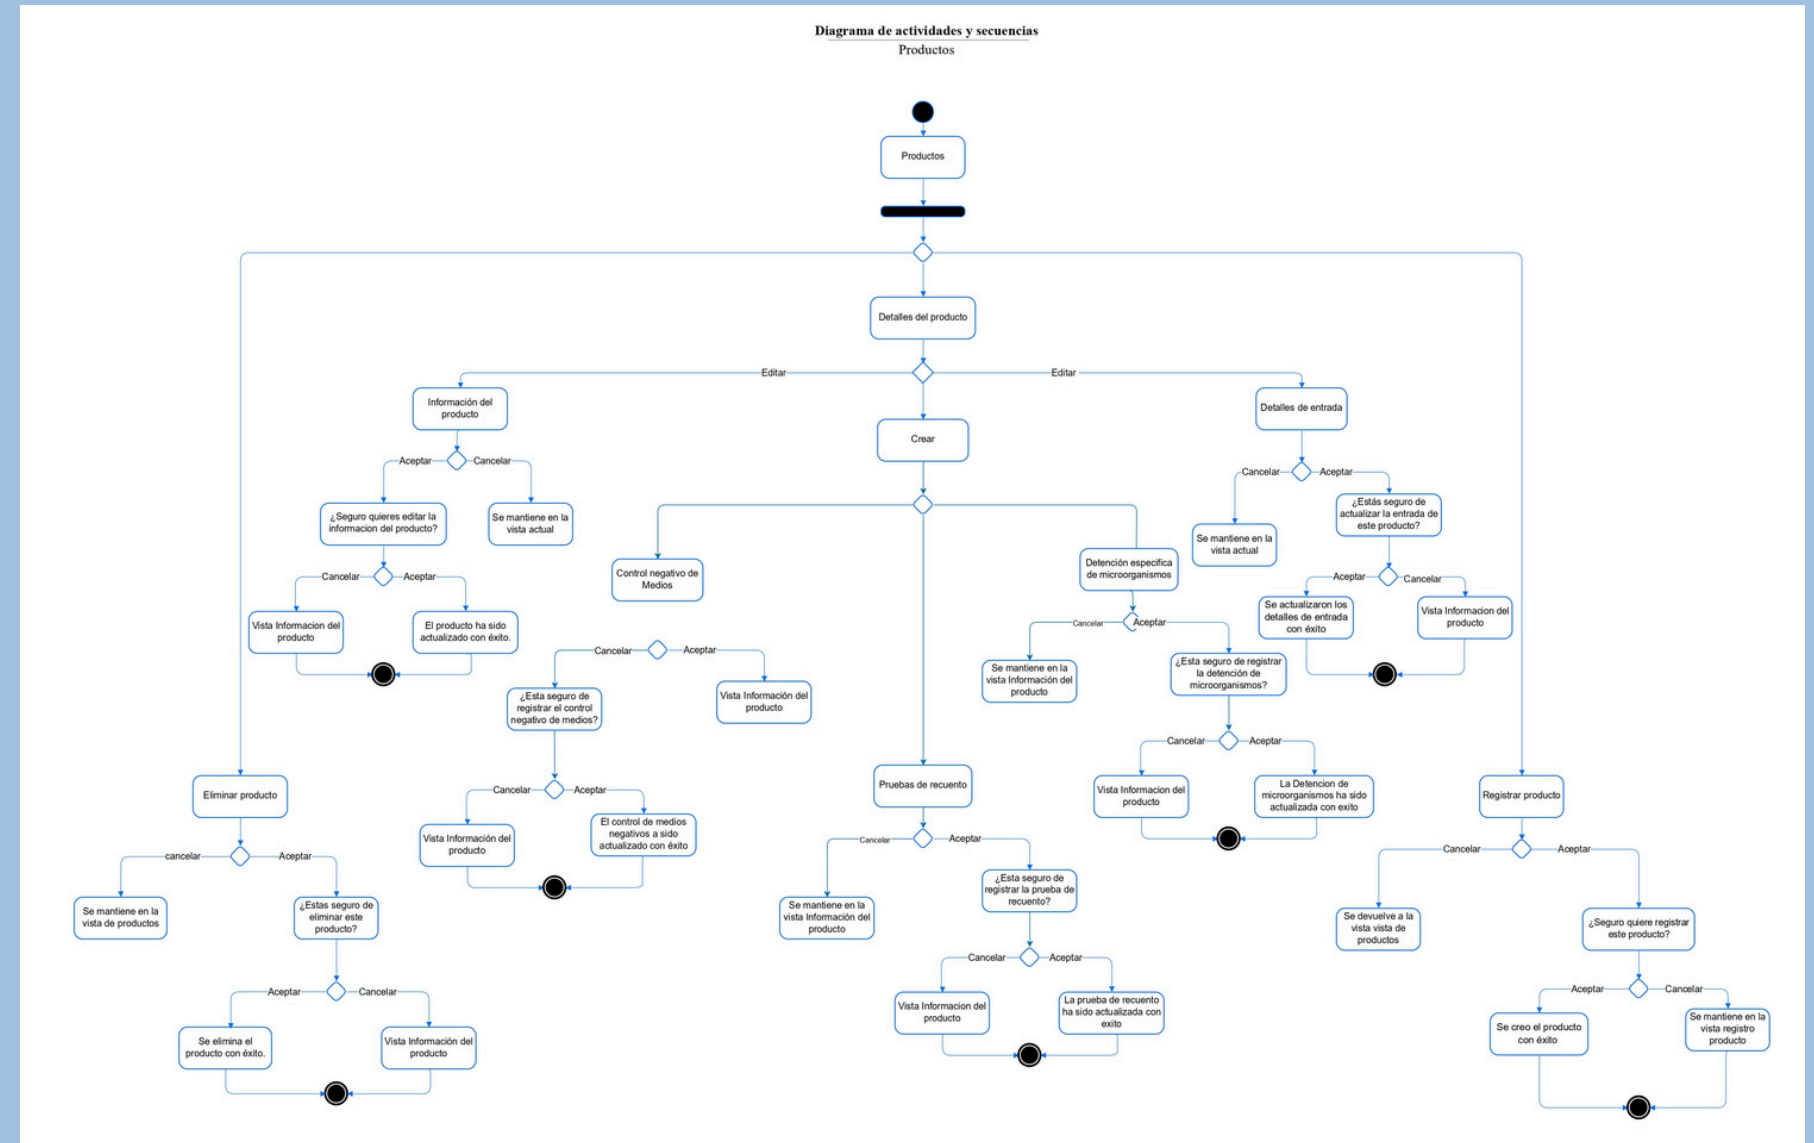 Diagrama de actividades y secuencias
Productos
Productos
Detalles del producto
Editar
Editar
Información del
producto
Detalles de entrada
Crear
Aceptar
Cancelar
Cancelar
Aceptar
¿Seguro quieres editar la
informacion del producto?
Se mantiene en la
vista actual
¿Estás seguro de
actualizar la entrada de
este producto?
Se mantiene en la
vista actual
Control negativo de
Medios
Detención especifica
de microorganismos
Cancelar
Aceptar
Aceptar
Cancelar
Vista Informacion del
producto
El producto ha sido
actualizado con éxito.
Se actualizaron los
detalles de entrada
con éxito
Vista Informacion del
producto
Cancelar
Aceptar
Cancelar
Aceptar
Se mantiene en la
vista Información del
producto
¿Esta seguro de registrar
la detención de
microorganismos?
¿Esta seguro de
registrar el control
negativo de medios?
Vista Información del
producto
Cancelar
Aceptar
Eliminar producto
Cancelar
Aceptar
Pruebas de recuento
Vista Informacion del
producto
La Detencion de
microorganismos ha sido
actualizada con exito
Registrar producto
Vista Información del
producto
El control de medios
negativos a sido
actualizado con éxito
Cancelar
Aceptar
Cancelar
Aceptar
cancelar
Aceptar
Se mantiene en la
vista de productos
¿Estas seguro de
eliminar este
producto?
Se mantiene en la
vista Información del
producto
¿Esta seguro de
registrar la prueba de
recuento?
Se devuelve a la
vista vista de
productos
¿Seguro quiere registrar
este producto?
Cancelar
Aceptar
Aceptar
Cancelar
Aceptar
Cancelar
Vista Informacion del
producto
La prueba de recuento
ha sido actualizada con
exito
Se creo el producto
con éxito
Se mantiene en la
vista registro
producto
Se elimina el
producto con éxito.
Vista Información del
producto